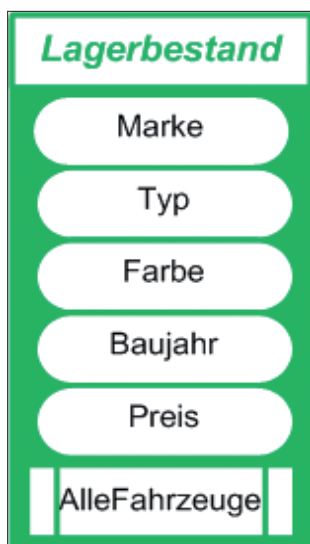 Lagerbestand
Marke
Typ
Farbe
Baujahr
Preis
AlleFahrzeuge